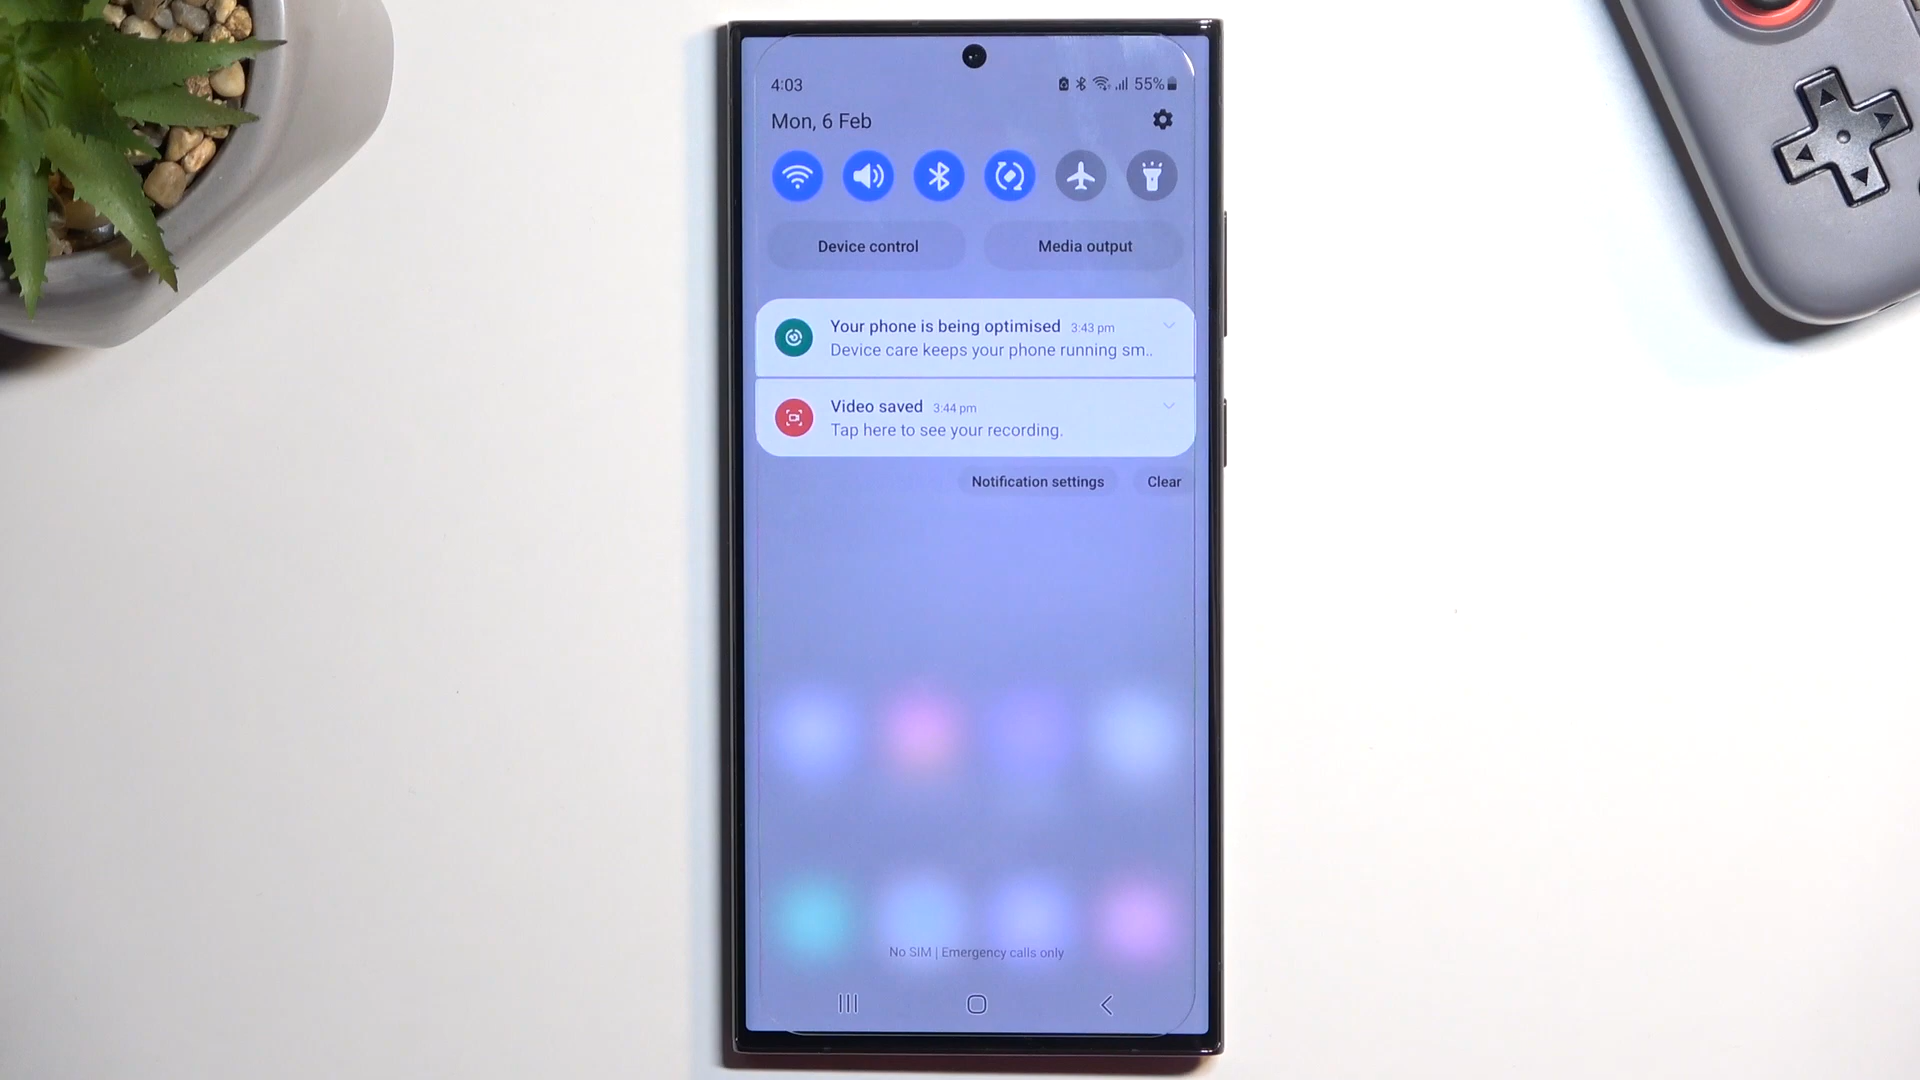 4:03
55%
Mon, 6 Feb
Device control
Media output
Your phone is being optimised 3:43 pm
Device care keeps your phone running sm..
Video saved 3:44 pm
Tap here to see your recording.
Notification settings
Clear
No SIM | Emergency calls only